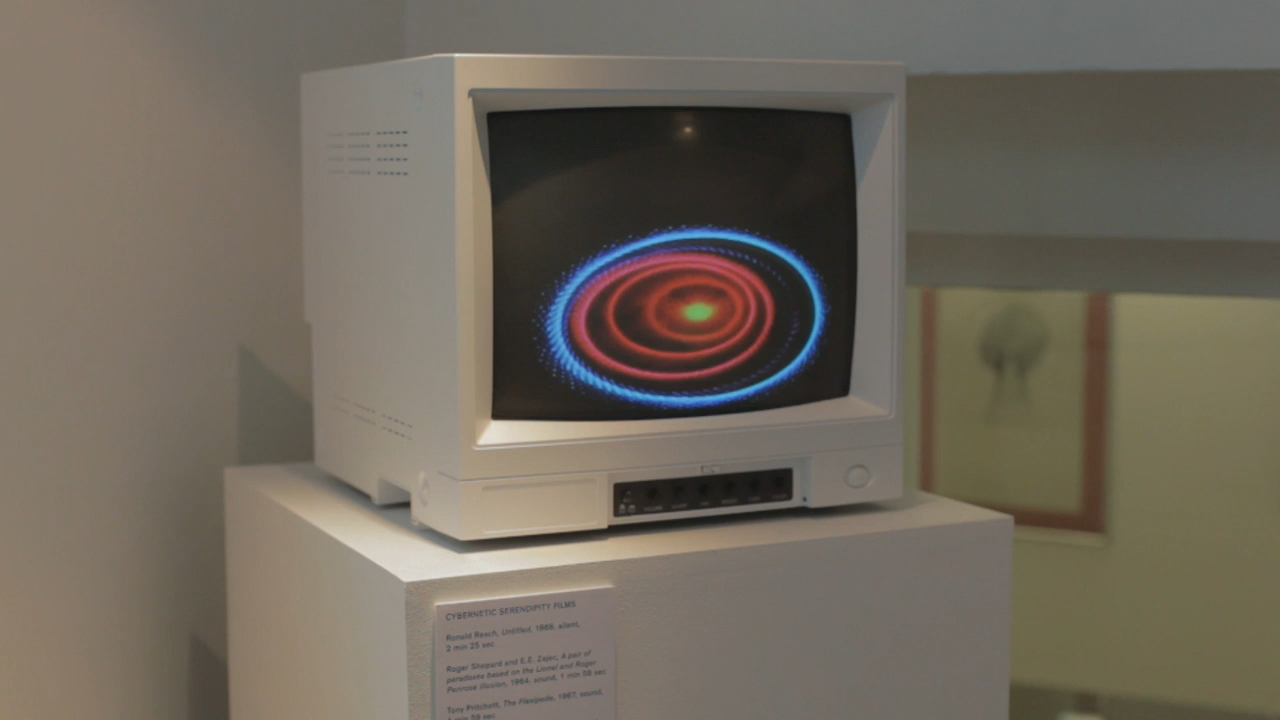 CYBERNETIC SERENDIPITY FILMS
Ronald Resch, Untitled, 1968, silent,
2 min 25 sec
Roger Shepard and E.E. Zajec, A pair of
paradoxes based on the Lionel and Roger
Penrose illusion, 1964, sound, 1 min 08 sec
Tony Pritchett, The Flexipede, 1967, sound,